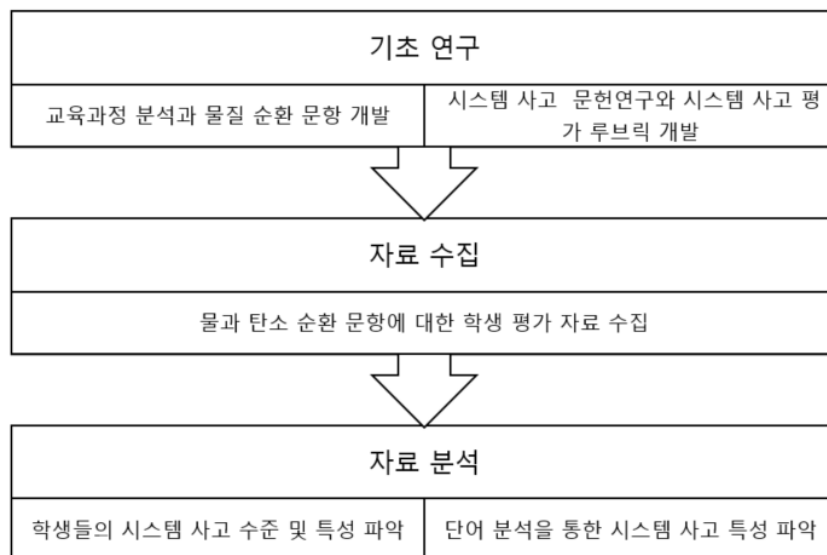 기초 연구
교육과정 분석과 물질 순환 문항 개발
시스템 사고 문헌연구와 시스템 사고 평
가 루브릭 개발
자료 수집
물과 탄소 순환 문항에 대한 학생 평가 자료 수집
자료 분석
학생들의 시스템 사고 수준 및 특성 파악
단어 분석을 통한 시스템 사고 특성 파악